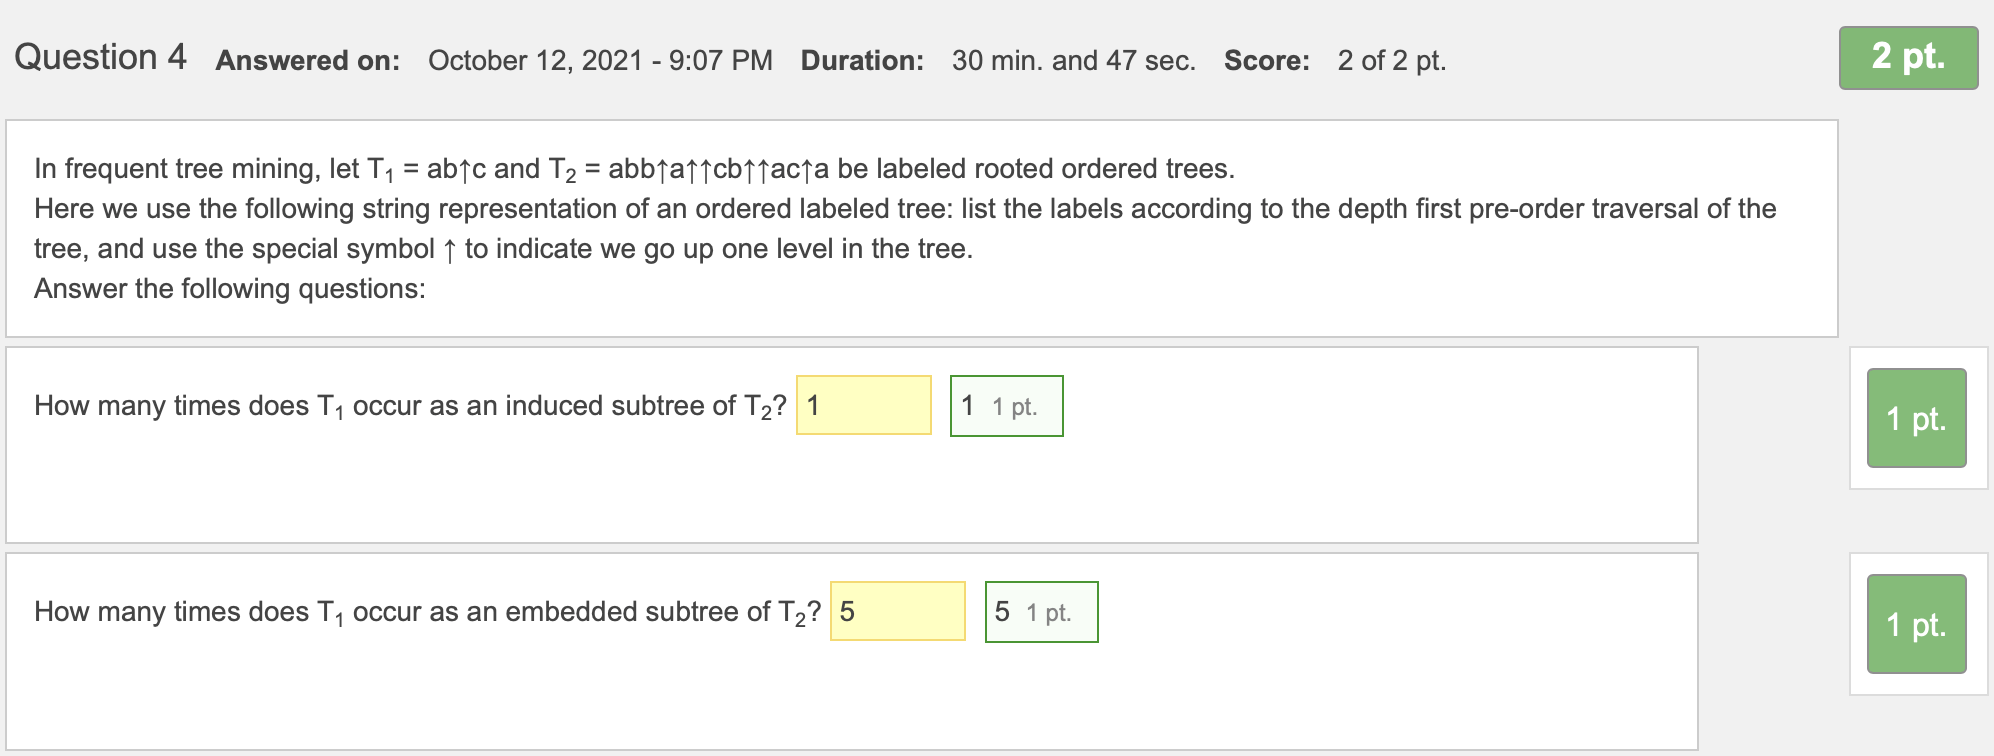 Question 4 Answered on: October 12, 2021 - 9:07 PM Duration: 30 min. and 47 sec. Score: 2 of 2 pt. 2 pt.
In frequent tree mining, let T₁ = ab↑c and T₂ = abb↑a↑↑cb↑↑ac↑a be labeled rooted ordered trees.
Here we use the following string representation of an ordered labeled tree: list the labels according to the depth first pre-order traversal of the
tree, and use the special symbol ↑ to indicate we go up one level in the tree.
Answer the following questions:
How many times does T₁ occur as an induced subtree of T₂? 1 1 1 pt. 1 pt.
How many times does T₁ occur as an embedded subtree of T₂? 5 5 1 pt. 1 pt.